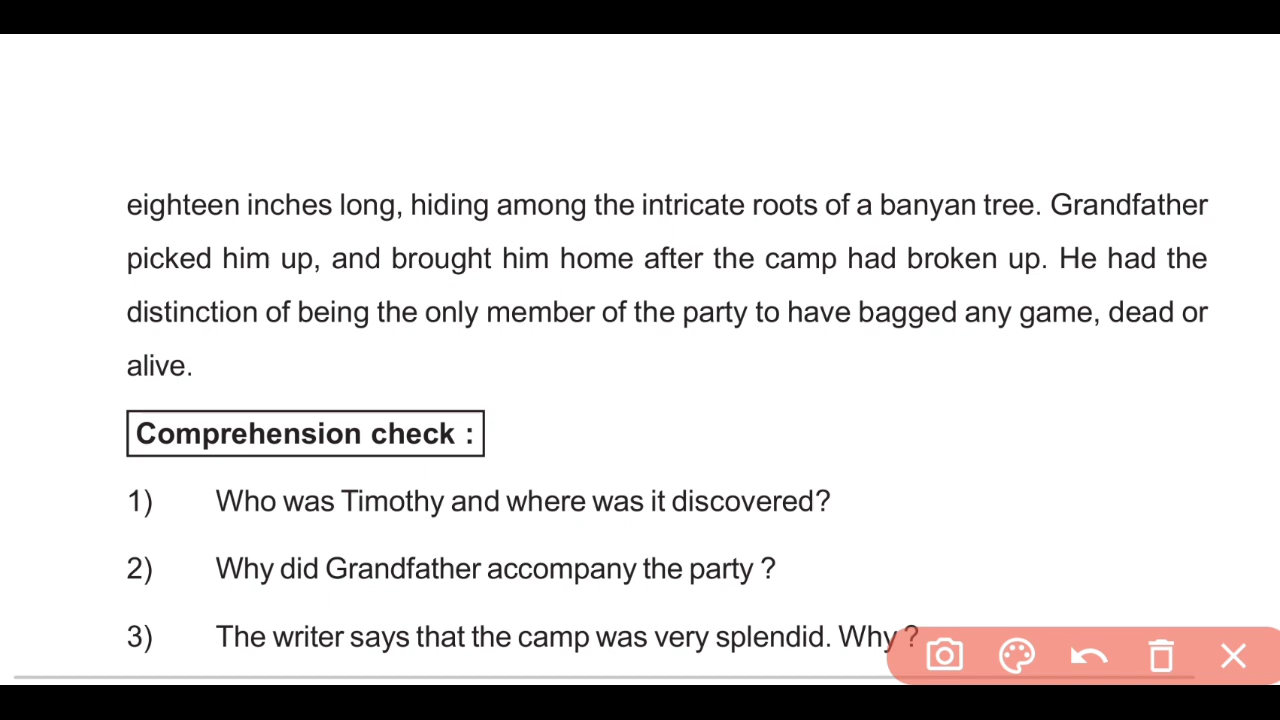 eighteen inches long, hiding among the intricate roots of a banyan tree. Grandfather
picked him up, and brought him home after the camp had broken up. He had the
distinction of being the only member of the party to have bagged any game, dead or
alive.
Comprehension check :
1) Who was Timothy and where was it discovered?
2) Why did Grandfather accompany the party ?
3) The writer says that the camp was very splendid. Why ?